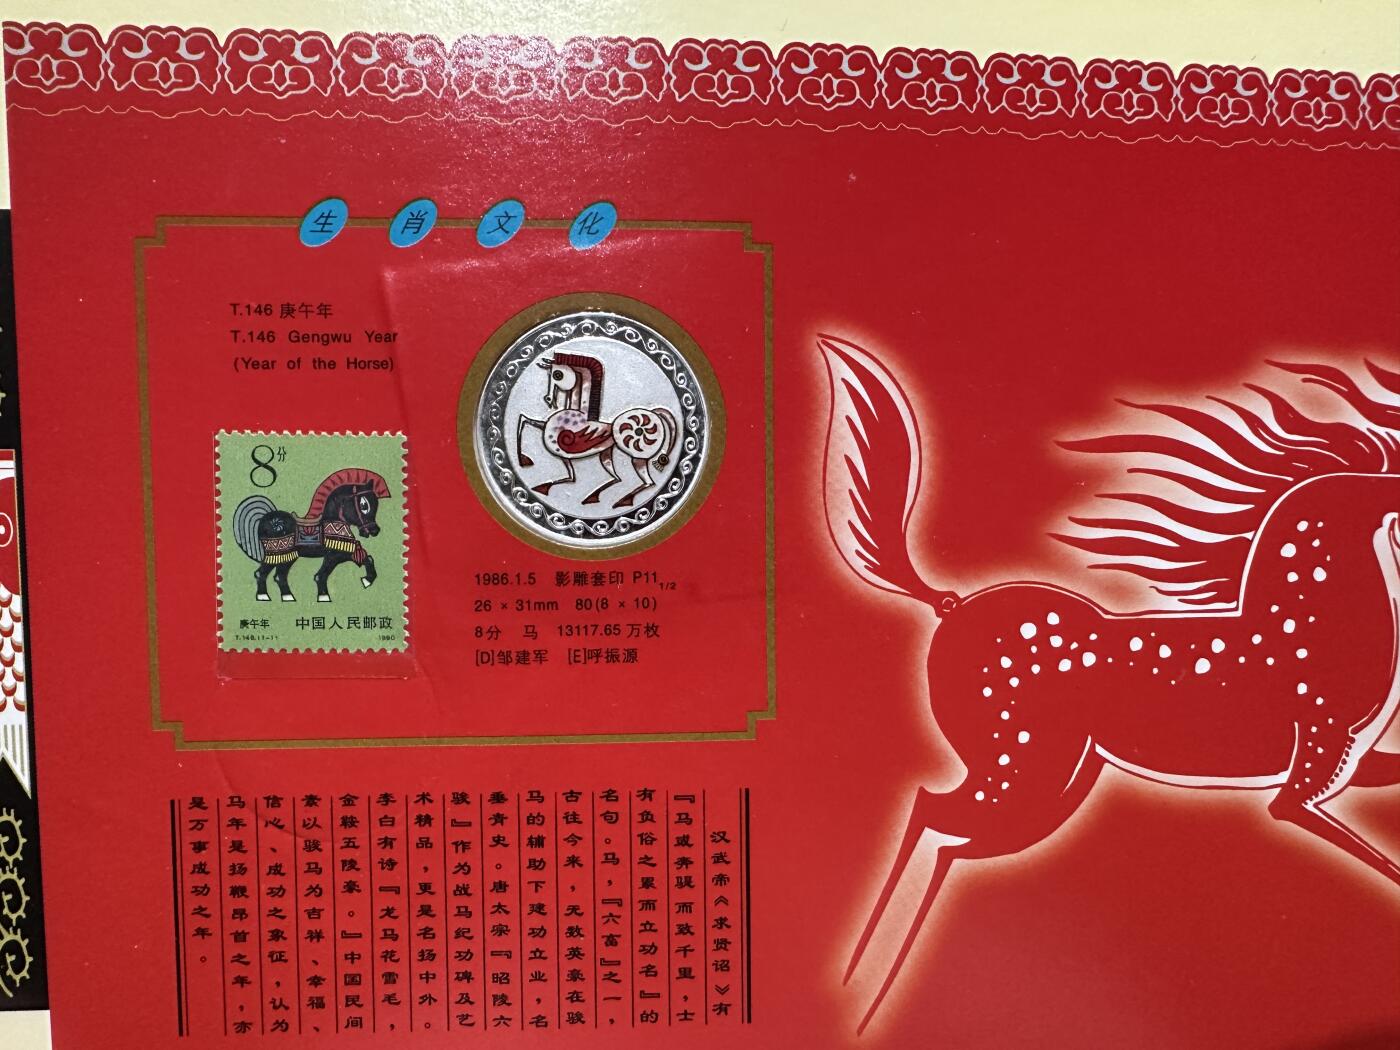 生肖文化
T.146 庚午年
T.146 Gengwu Year
(Year of the Horse)
8分
庚午年
中国人民邮政
T.146.(1-1)
1990
1986.1.5 影雕套印 P11 1/2
26 × 31mm 80(8 × 10)
8分 马 13117.65 万枚
[D]邹建军 [E]呼振源
汉武帝《求贤诏》有
『马或奔踶而致千里，士
有负俗之累而立功名』的
名句。马，『六畜』之一，
古往今来，无数英豪在骏
马的辅助下建功立业，名
垂青史。唐太宗『昭陵六
骏』作为战马纪功碑及艺
术精品，更是名扬中外。
李白有诗『龙马花雪毛，
金鞍五陵豪。』中国民间
素以骏马为吉祥、幸福、
信心、成功之象征，认为
马年是扬鞭昂首之年，亦
是万事成功之年。